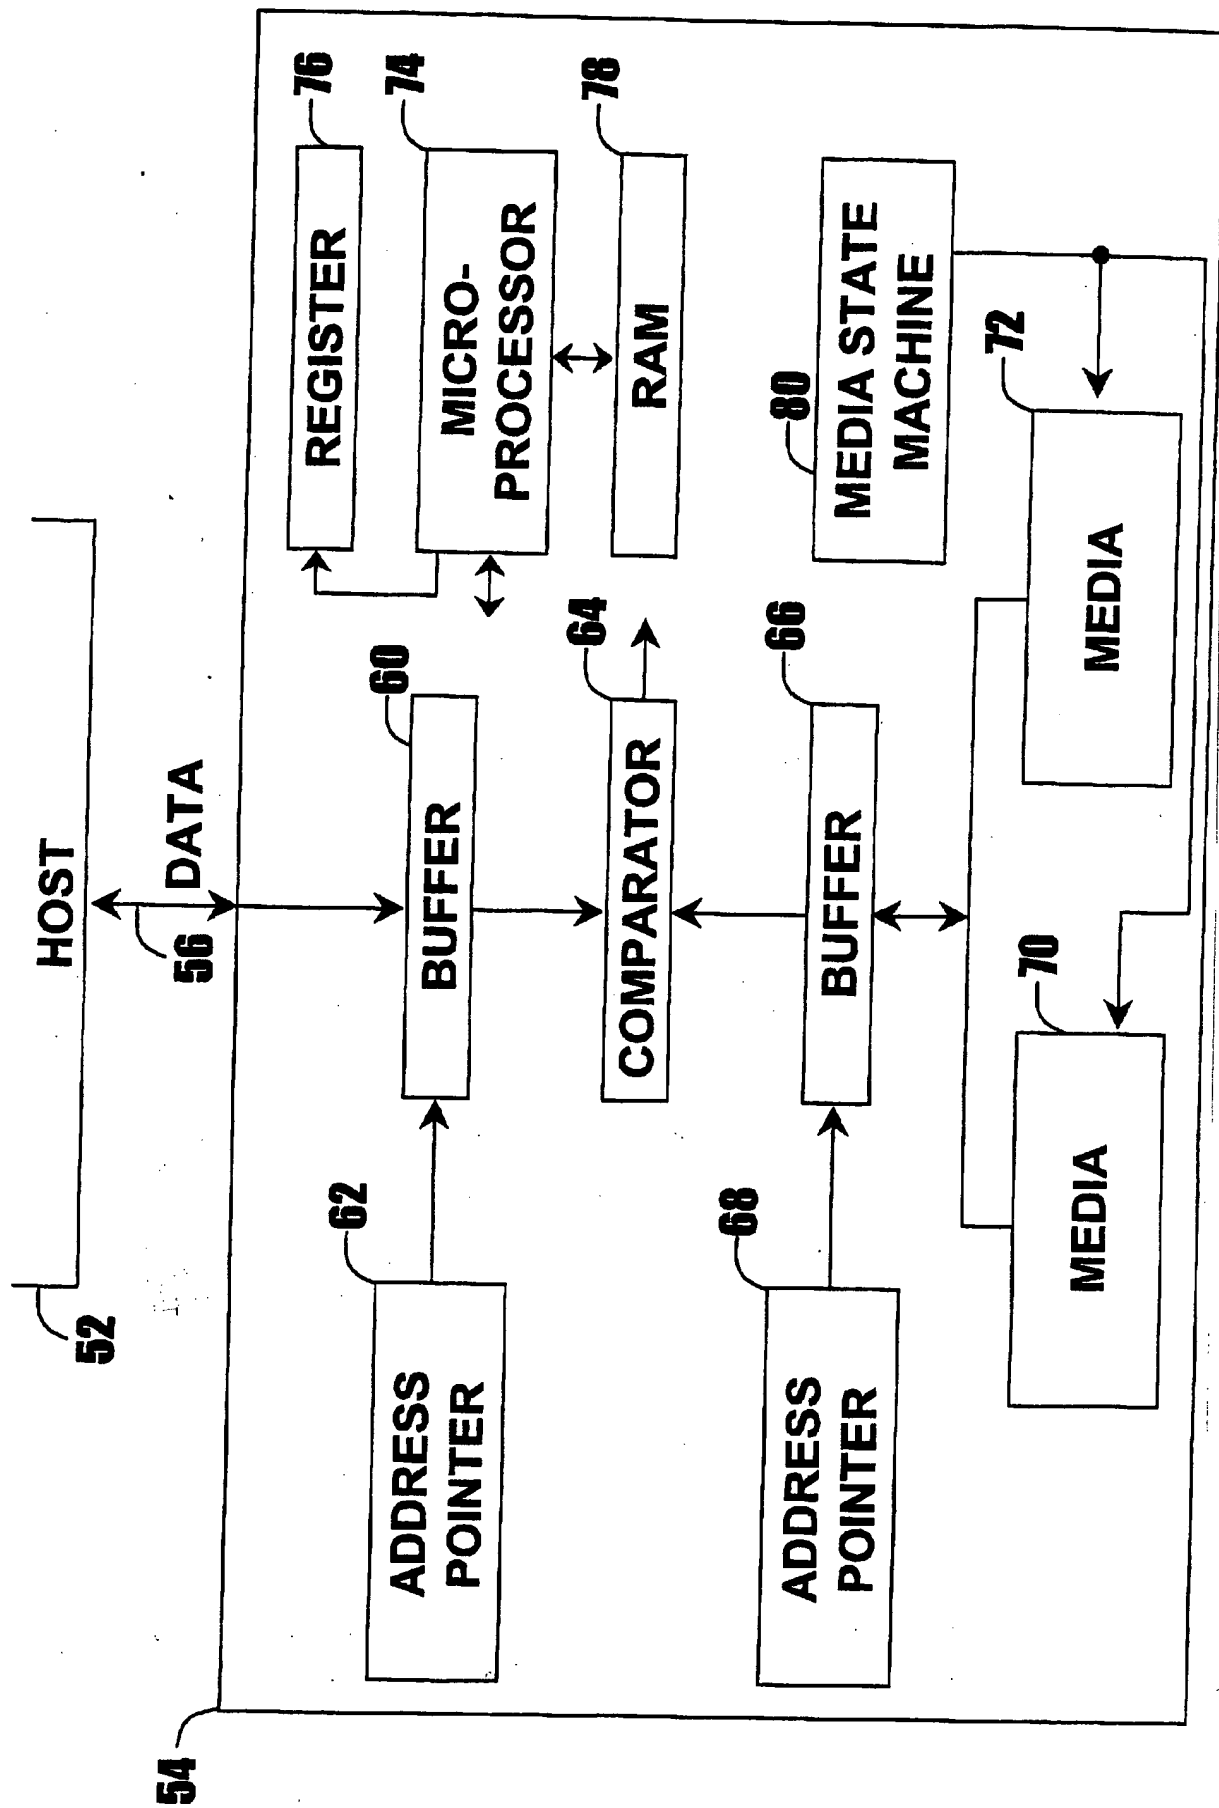 HOST
52
56
DATA
54
62
ADDRESS
POINTER
60
BUFFER
76
REGISTER
74
MICRO-
PROCESSOR
64
COMPARATOR
78
RAM
68
ADDRESS
POINTER
66
BUFFER
80
MEDIA STATE
MACHINE
70
MEDIA
72
MEDIA